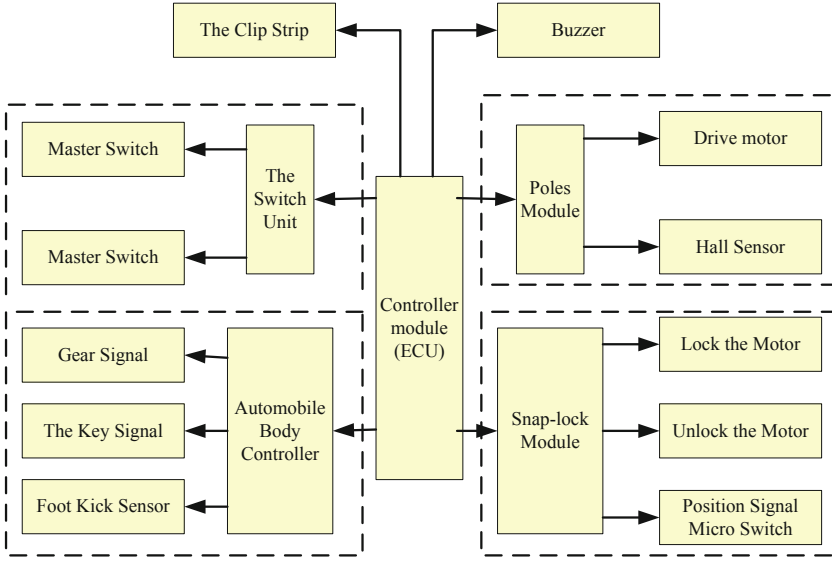 The Clip Strip
Buzzer
Master Switch
Master Switch
The
Switch
Unit
Poles
Module
Drive motor
Hall Sensor
Controller
module
(ECU)
Gear Signal
The Key Signal
Foot Kick Sensor
Automobile
Body
Controller
Snap-lock
Module
Lock the Motor
Unlock the Motor
Position Signal
Micro Switch